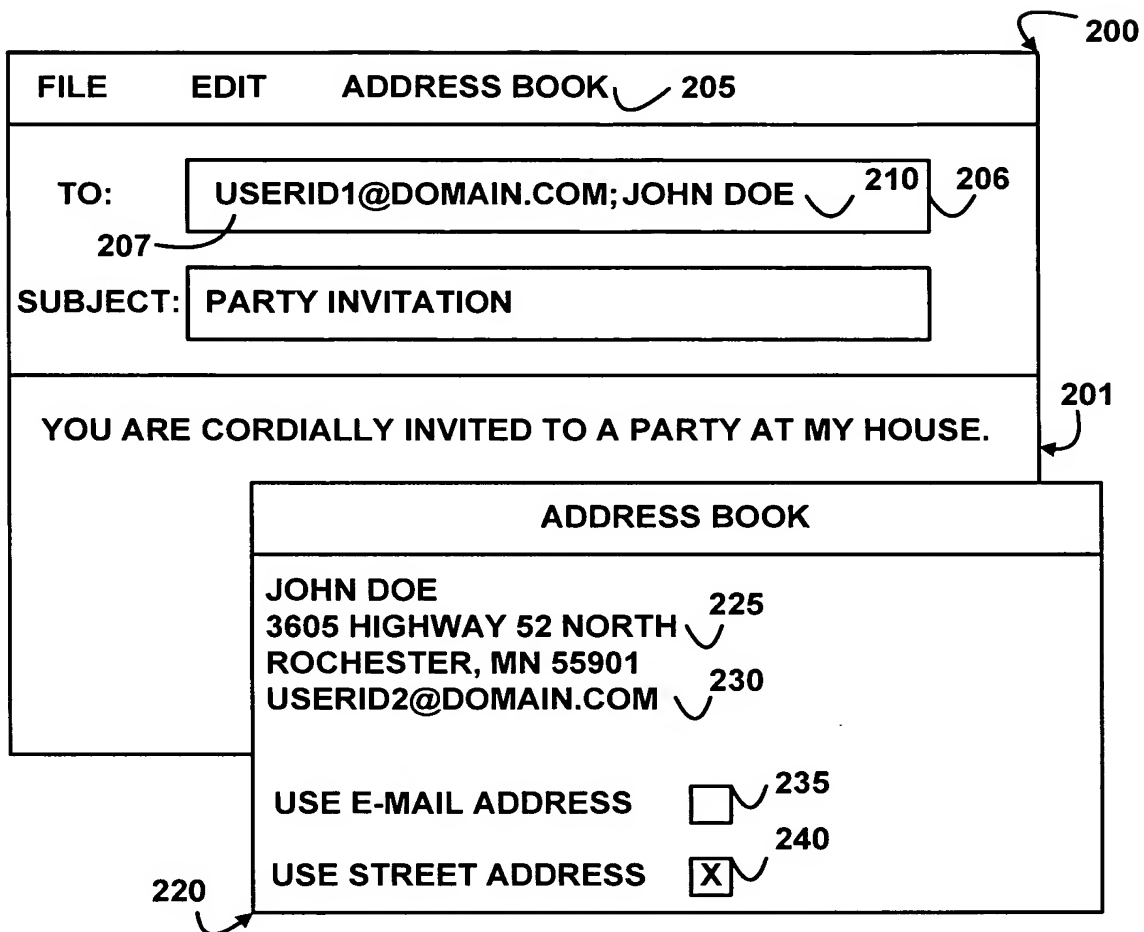 200
FILE EDIT ADDRESS BOOK 205
TO: USERID1@DOMAIN.COM;JOHN DOE 210 206
207
SUBJECT: PARTY INVITATION
201
YOU ARE CORDIALLY INVITED TO A PARTY AT MY HOUSE.
ADDRESS BOOK
JOHN DOE
225
3605 HIGHWAY 52 NORTH
ROCHESTER, MN 55901
230
USERID2@DOMAIN.COM
USE E-MAIL ADDRESS 235
240
USE STREET ADDRESS X
220